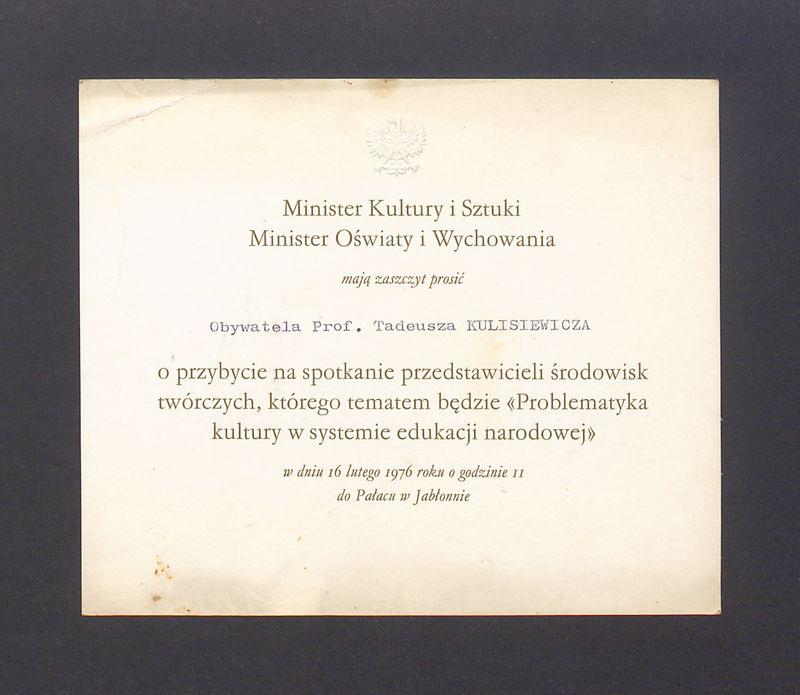 Minister Kultury i Sztuki
Minister Oświaty i Wychowania
mają zaszczyt prosić
Obywatela Prof. Tadeusza KULISIEWICZA
o przybycie na spotkanie przedstawicieli środowisk
twórczych, którego tematem będzie «Problematyka
kultury w systemie edukacji narodowej»
w dniu 16 lutego 1976 roku o godzinie 11
do Pałacu w Jabłonnie